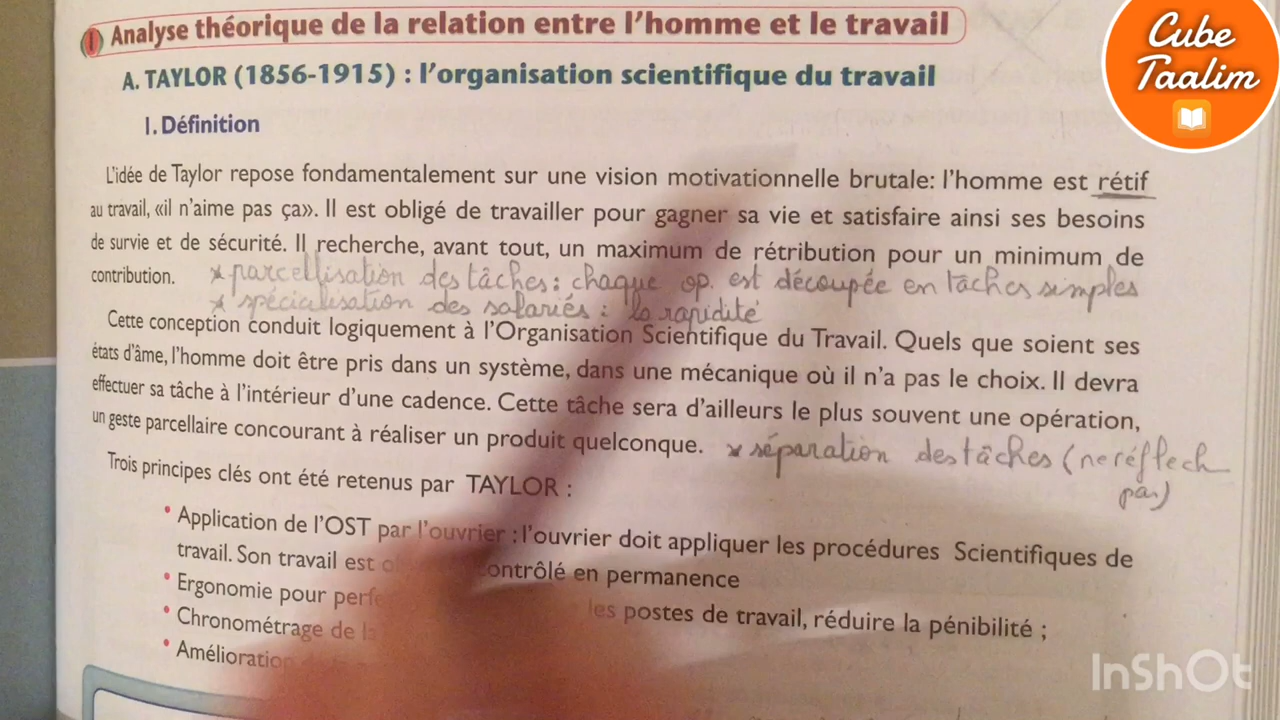 I Analyse théorique de la relation entre l'homme et le travail
Cube
Taalim
A. TAYLOR (1856-1915) : l'organisation scientifique du travail
1. Définition
L'idée de Taylor repose fondamentalement sur une vision motivationnelle brutale: l'homme est rétif
au travail, «il n'aime pas ça». Il est obligé de travailler pour gagner sa vie et satisfaire ainsi ses besoins
de survie et de sécurité. Il recherche, avant tout, un maximum de rétribution pour un minimum de
contribution.
* parcellisation des tâches : chaque op. est découpée en tâches simples
* spécialisation des salariés : la rapidité
Cette conception conduit logiquement à l'Organisation Scientifique du Travail. Quels que soient ses
états d'âme, l'homme doit être pris dans un système, dans une mécanique où il n'a pas le choix. Il devra
effectuer sa tâche à l'intérieur d'une cadence. Cette tâche sera d'ailleurs le plus souvent une opération,
un geste parcellaire concourant à réaliser un produit quelconque.
* séparation des tâches (ne réflech
pas)
Trois principes clés ont été retenus par TAYLOR :
• Application de l'OST par l'ouvrier : l'ouvrier doit appliquer les procédures Scientifiques de
travail. Son travail est contrôlé en permanence
• Ergonomie pour les postes de travail, réduire la pénibilité ;
• Chronométrage de
• Amélioration
InShOt